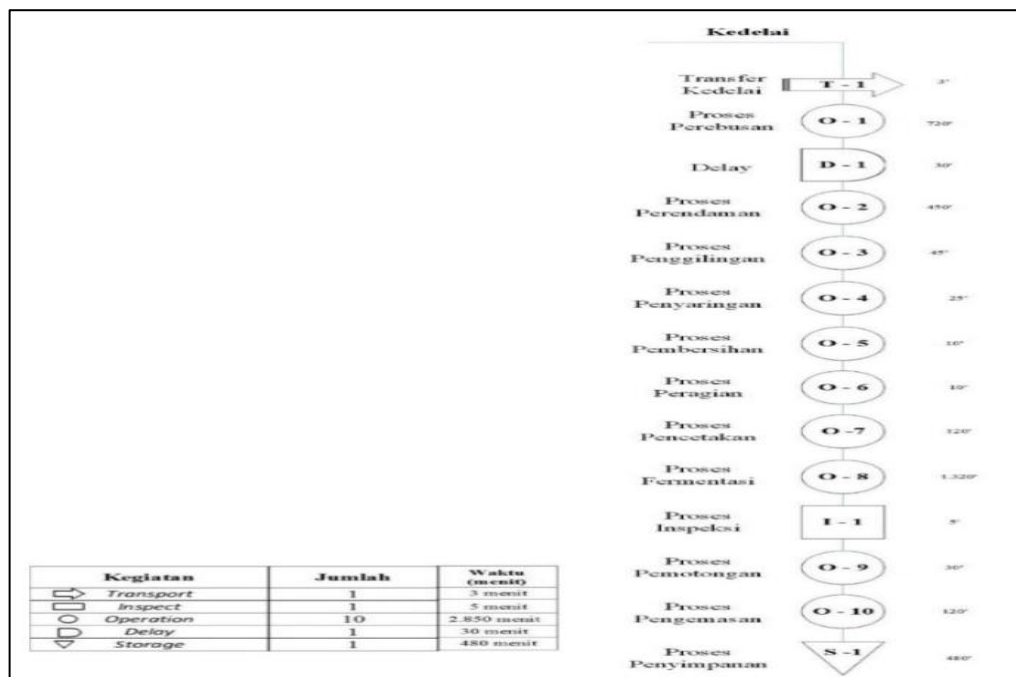 Kedelai
Transfer
Kedelai
T - 1
3'
Proses
Perebusan
O - 1
720'
Delay
D - 1
30'
Proses
Perendaman
O - 2
450'
Proses
Penggilingan
O - 3
45'
Proses
Penyaringan
O - 4
25'
Proses
Pembersihan
O - 5
10'
Proses
Peragian
O - 6
10'
Proses
Pencetakan
O -7
120'
Proses
Fermentasi
O - 8
1.320'
Proses
Inspeksi
I - 1
5'
Proses
Pemotongan
O - 9
30'
Proses
Pengemasan
O - 10
120'
Proses
Penyimpanan
S -1
480'
Kegiatan Jumlah Waktu (menit)
Transport 1 3 menit
Inspect 1 5 menit
Operation 10 2.850 menit
Delay 1 30 menit
Storage 1 480 menit